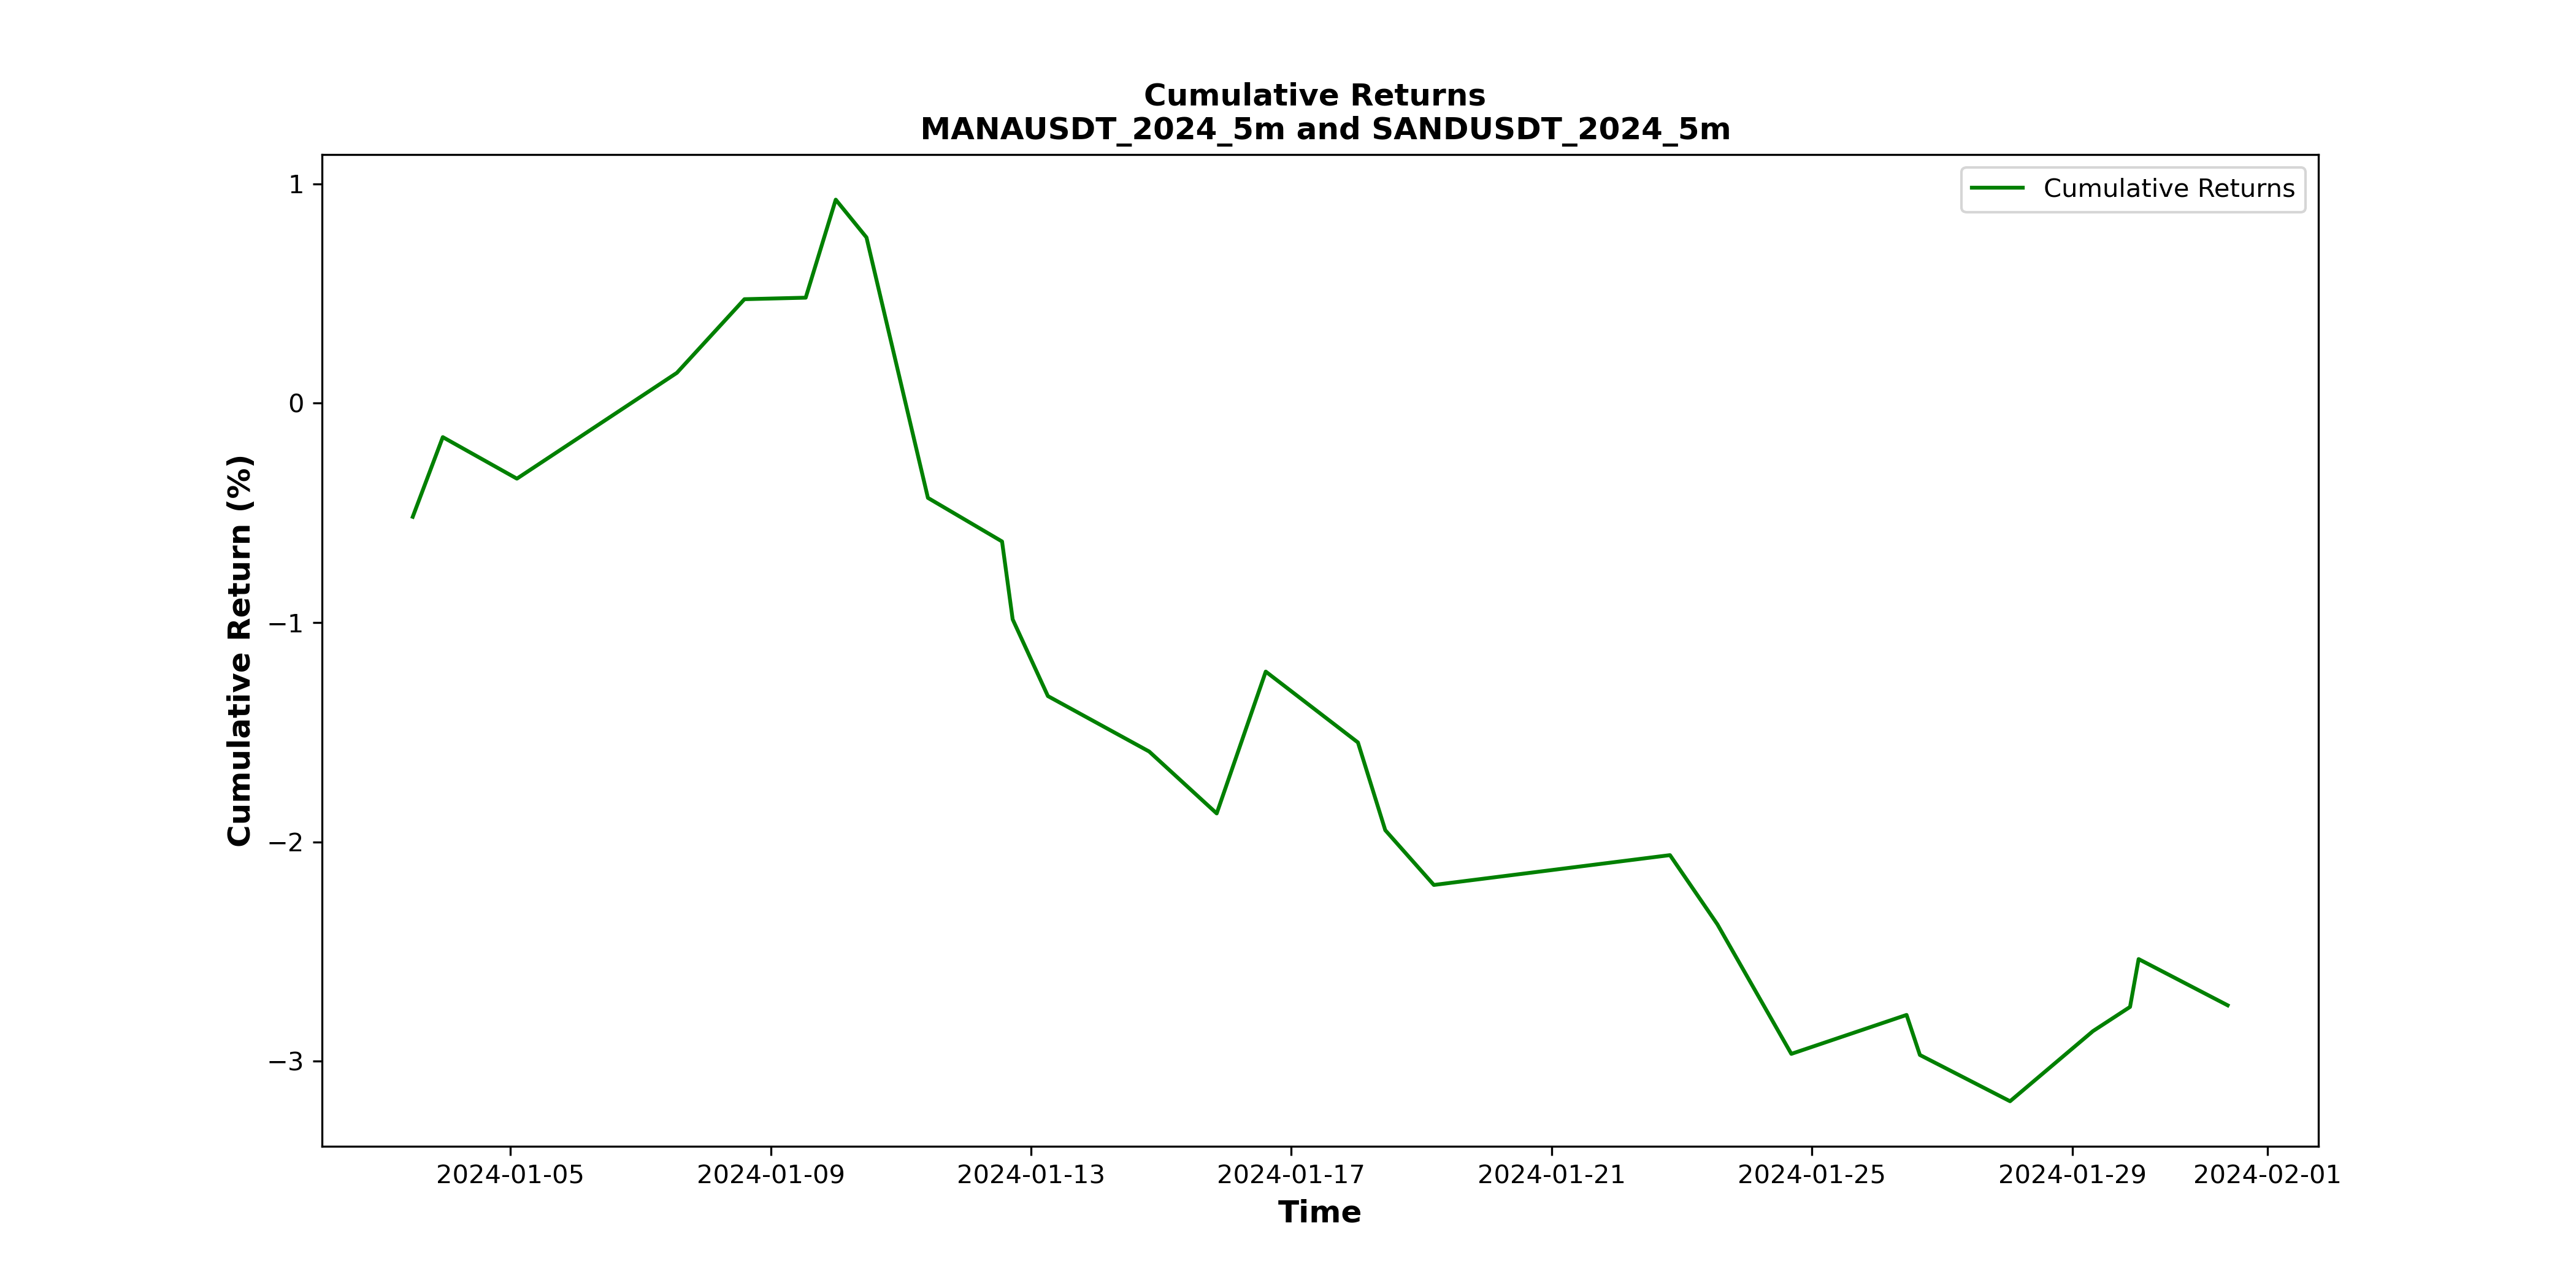 Cumulative Returns
MANAUSDT_2024_5m and SANDUSDT_2024_5m
Cumulative Returns
Cumulative Return (%)
1
0
−1
−2
−3
2024-01-05 2024-01-09 2024-01-13 2024-01-17 2024-01-21 2024-01-25 2024-01-29 2024-02-01
Time